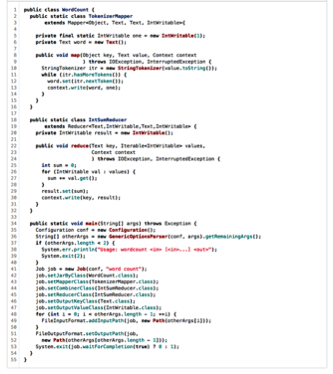 1 public class WordCount {
2 public static class TokenizerMapper
3 extends Mapper<Object, Text, Text, IntWritable>{
4
5 private final static IntWritable one = new IntWritable(1);
6 private Text word = new Text();
7
8 public void map(Object key, Text value, Context context
9 ) throws IOException, InterruptedException {
10 StringTokenizer itr = new StringTokenizer(value.toString());
11 while (itr.hasMoreTokens()) {
12 word.set(itr.nextToken());
13 context.write(word, one);
14 }
15 }
16 }
17
18 public static class IntSumReducer
19 extends Reducer<Text,IntWritable,Text,IntWritable> {
20 private IntWritable result = new IntWritable();
21
22 public void reduce(Text key, Iterable<IntWritable> values,
23 Context context
24 ) throws IOException, InterruptedException {
25 int sum = 0;
26 for (IntWritable val : values) {
27 sum += val.get();
28 }
29 result.set(sum);
30 context.write(key, result);
31 }
32 }
33
34 public static void main(String[] args) throws Exception {
35 Configuration conf = new Configuration();
36 String[] otherArgs = new GenericOptionsParser(conf, args).getRemainingArgs();
37 if (otherArgs.length < 2) {
38 System.err.println("Usage: wordcount <in> [<in>...] <out>");
39 System.exit(2);
40 }
41 Job job = new Job(conf, "word count");
42 job.setJarByClass(WordCount.class);
43 job.setMapperClass(TokenizerMapper.class);
44 job.setCombinerClass(IntSumReducer.class);
45 job.setReducerClass(IntSumReducer.class);
46 job.setOutputKeyClass(Text.class);
47 job.setOutputValueClass(IntWritable.class);
48 for (int i = 0; i < otherArgs.length - 1; ++i) {
49 FileInputFormat.addInputPath(job, new Path(otherArgs[i]));
50 }
51 FileOutputFormat.setOutputPath(job,
52 new Path(otherArgs[otherArgs.length - 1]));
53 System.exit(job.waitForCompletion(true) ? 0 : 1);
54 }
55 }